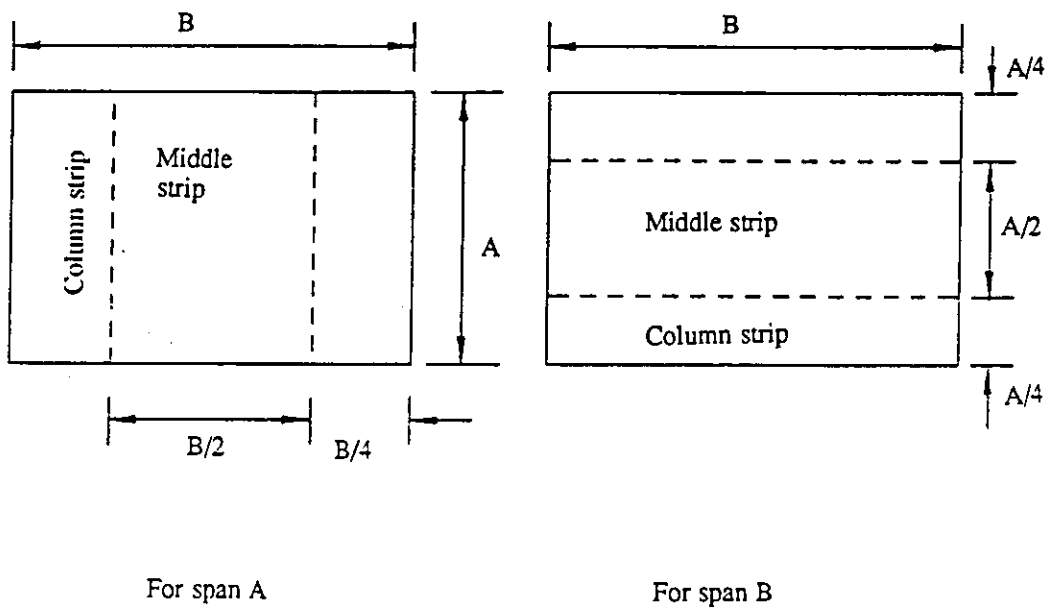 B
B
A/4
Column strip
Middle
strip
A
Middle strip
A/2
Column strip
B/2
B/4
A/4
For span A
For span B